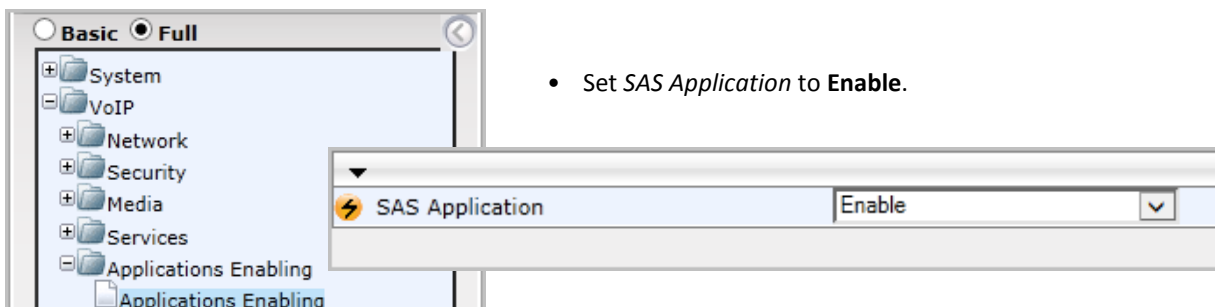 Basic Full
System
VoIP
Network
Security
Media
Services
Applications Enabling
Applications Enabling
• Set SAS Application to Enable.
SAS Application Enable